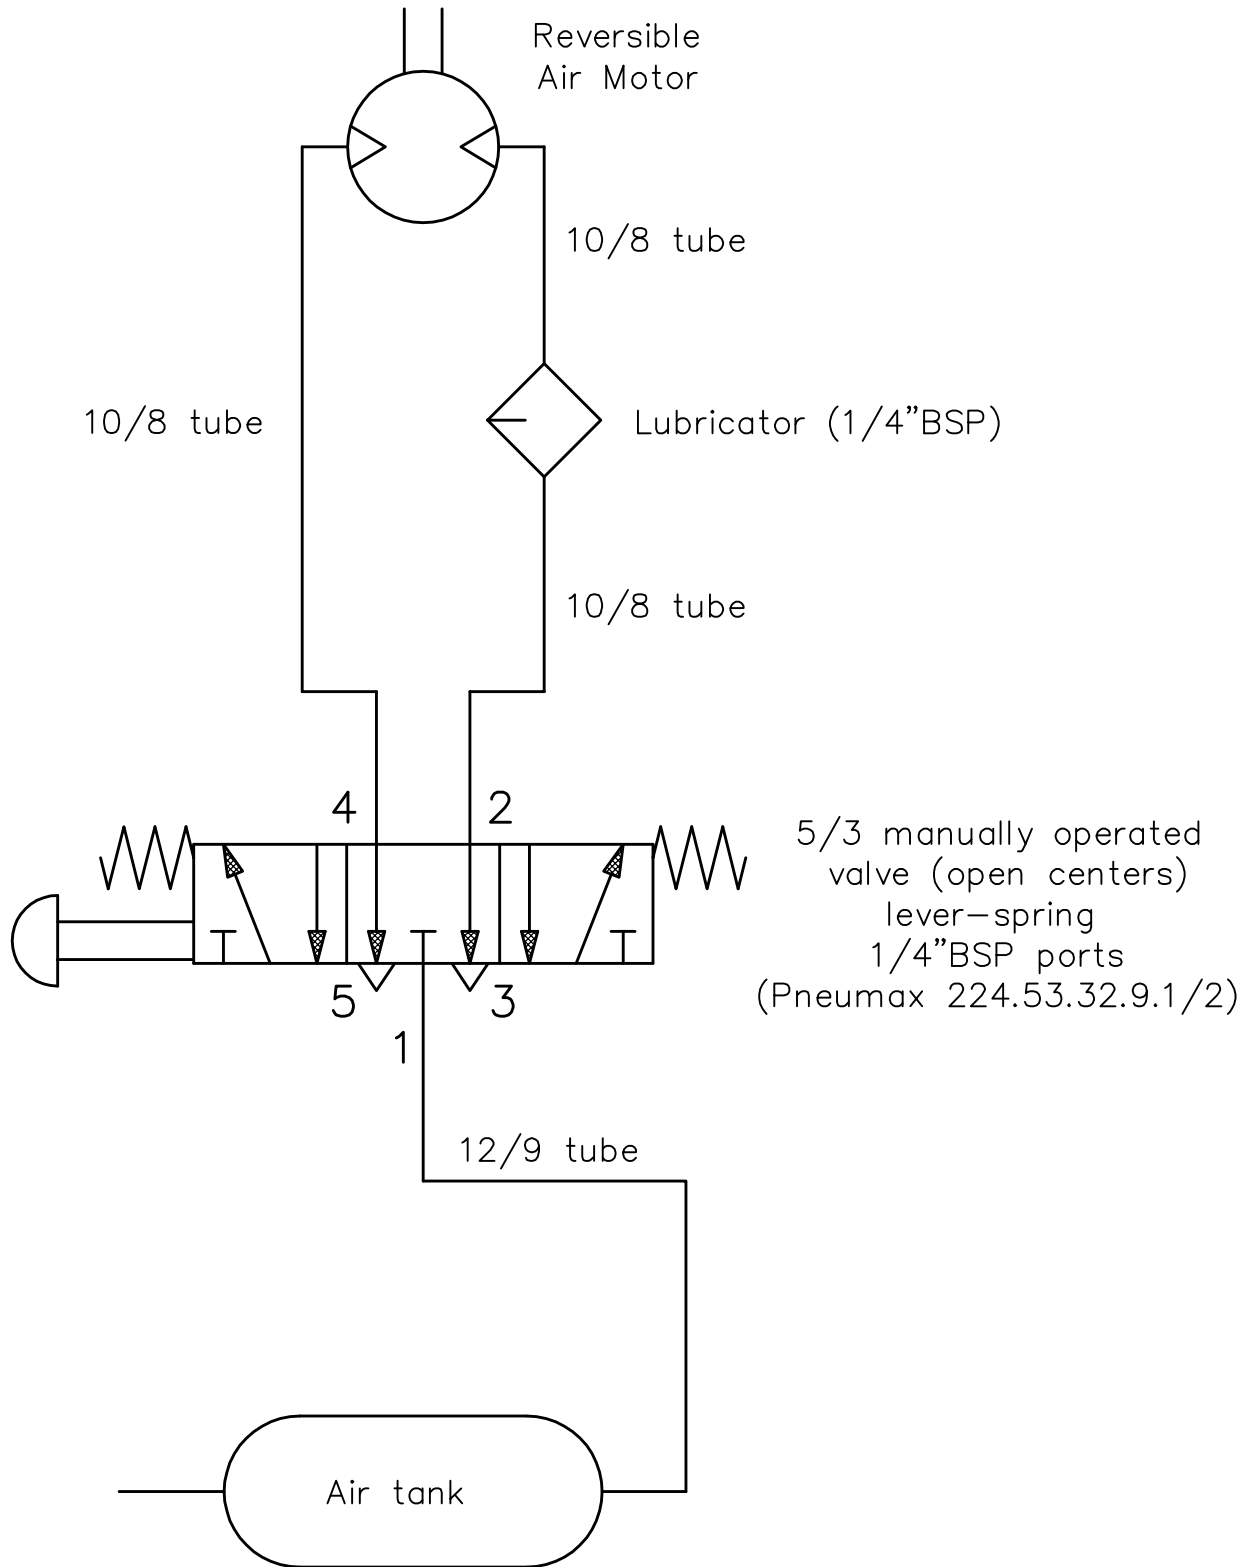 Reversible
Air Motor
10/8 tube
10/8 tube
Lubricator (1/4”BSP)
10/8 tube
4
2
5/3 manually operated
valve (open centers)
lever-spring
1/4”BSP ports
(Pneumax 224.53.32.9.1/2)
5
3
1
12/9 tube
Air tank